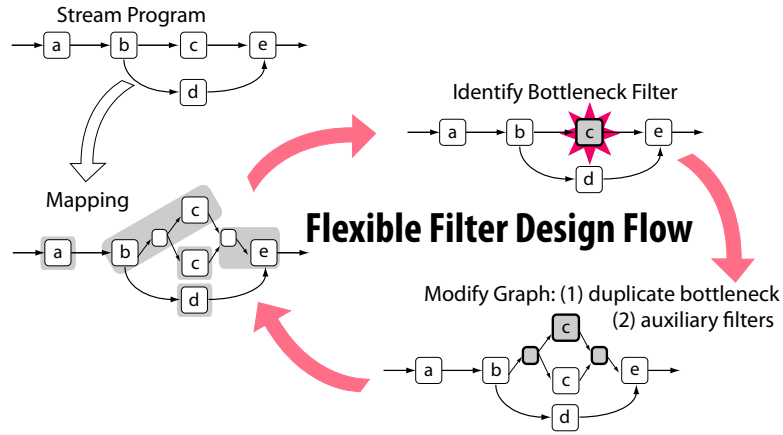 Stream Program
a b c e
d
Identify Bottleneck Filter
a b c e
d
Mapping
c
a b e
c
d
Flexible Filter Design Flow
Modify Graph: (1) duplicate bottleneck
(2) auxiliary filters
c
a b e
c
d